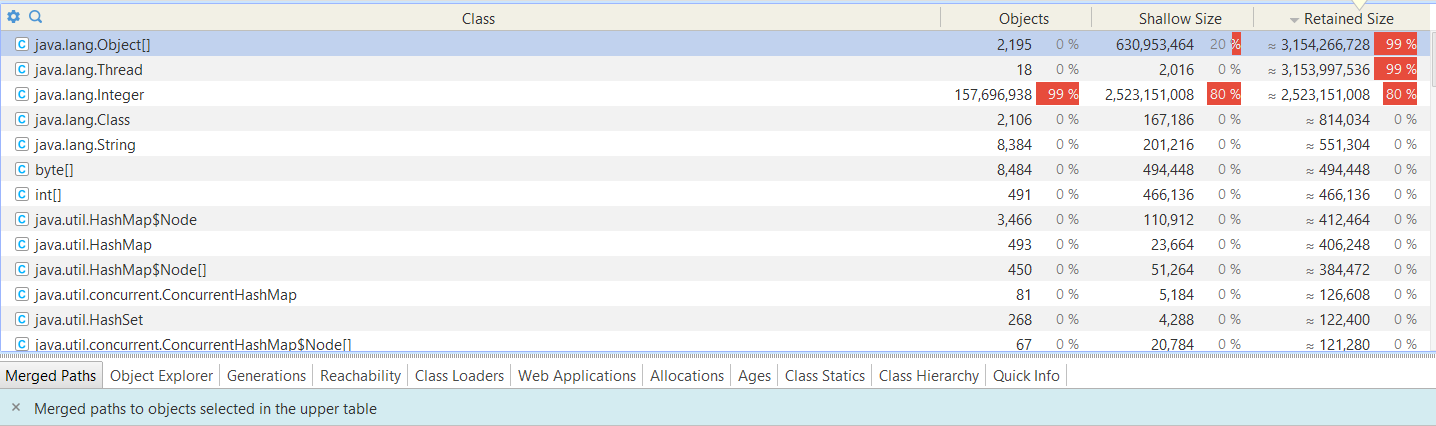 Class Objects Shallow Size Retained Size
C java.lang.Object[] 2,195 0 % 630,953,464 20 % ≈ 3,154,266,728 99 %
C java.lang.Thread 18 0 % 2,016 0 % ≈ 3,153,997,536 99 %
C java.lang.Integer 157,696,938 99 % 2,523,151,008 80 % ≈ 2,523,151,008 80 %
C java.lang.Class 2,106 0 % 167,186 0 % ≈ 814,034 0 %
C java.lang.String 8,384 0 % 201,216 0 % ≈ 551,304 0 %
C byte[] 8,484 0 % 494,448 0 % ≈ 494,448 0 %
C int[] 491 0 % 466,136 0 % ≈ 466,136 0 %
C java.util.HashMap$Node 3,466 0 % 110,912 0 % ≈ 412,464 0 %
C java.util.HashMap 493 0 % 23,664 0 % ≈ 406,248 0 %
C java.util.HashMap$Node[] 450 0 % 51,264 0 % ≈ 384,472 0 %
C java.util.concurrent.ConcurrentHashMap 81 0 % 5,184 0 % ≈ 126,608 0 %
C java.util.HashSet 268 0 % 4,288 0 % ≈ 122,400 0 %
C java.util.concurrent.ConcurrentHashMap$Node[] 67 0 % 20,784 0 % ≈ 121,280 0 %
Merged Paths Object Explorer Generations Reachability Class Loaders Web Applications Allocations Ages Class Statics Class Hierarchy Quick Info
× Merged paths to objects selected in the upper table